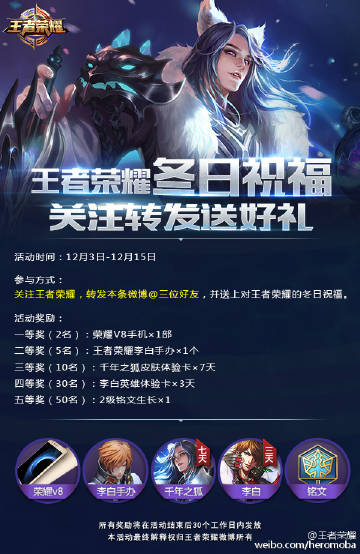 王者荣耀
王者荣耀冬日祝福
关注转发送好礼
活动时间：12月3日-12月15日
参与方式：
关注王者荣耀，转发本条微博@三位好友，并送上对王者荣耀的冬日祝福。
活动奖励：
一等奖（2名）：荣耀V8手机×1部
二等奖（5名）：王者荣耀李白手办×1个
三等奖（10名）：千年之狐皮肤体验卡×7天
四等奖（30名）：李白英雄体验卡×3天
五等奖（50名）：2级铭文生长×1
七天
三天
荣耀v8
李白手办
千年之狐
李白
铭文
所有奖励将在活动结束后30个工作日内发放
本活动最终解释权归王者荣耀微博所有
@王者荣耀
weibo.com/heromoba